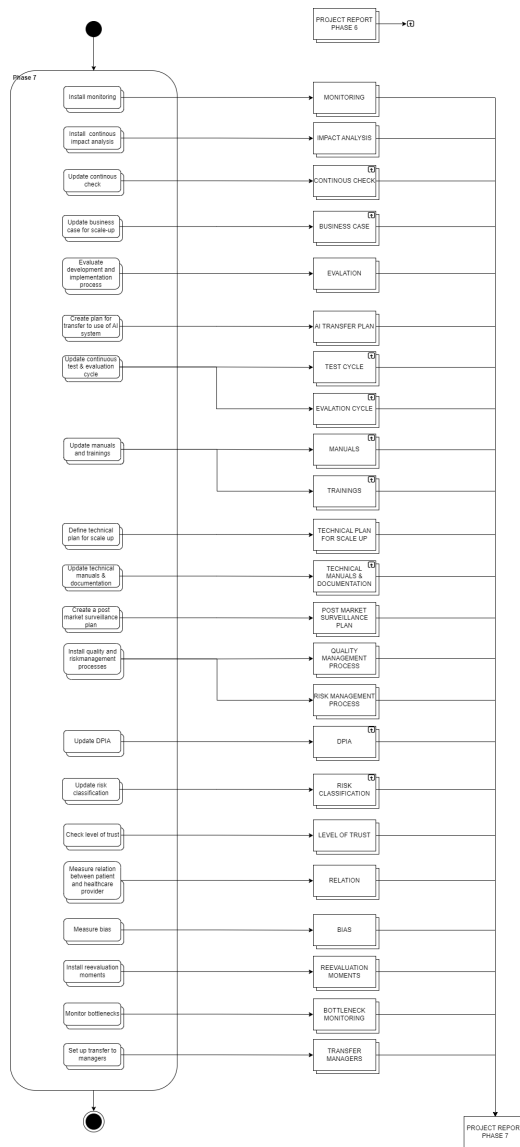 PROJECT REPORT
PHASE 6
Phase 7
Install monitoring
MONITORING
Install continous
impact analysis
IMPACT ANALYSIS
Update continous
check
CONTINOUS CHECK
Update business
case for scale-up
BUSINESS CASE
Evaluate
development and
implementation
process
EVALATION
Create plan for
transfer to use of AI
system
AI TRANSFER PLAN
Update continuous
test & evaluation
cycle
TEST CYCLE
EVALATION CYCLE
Update manuals
and trainings
MANUALS
TRAININGS
Define technical
plan for scale up
TECHNICAL PLAN
FOR SCALE UP
Update technical
manuals &
documentation
TECHNICAL
MANUALS &
DOCUMENTATION
Create a post
market surveillance
plan
POST MARKET
SURVEILLANCE
PLAN
Install quality and
riskmanagement
processes
QUALITY
MANAGEMENT
PROCESS
RISK MANAGEMENT
PROCESS
Update DPIA
DPIA
Update risk
classification
RISK
CLASSIFICATION
Check level of trust
LEVEL OF TRUST
Measure relation
between patient
and healthcare
provider
RELATION
Measure bias
BIAS
Install reevaluation
moments
REEVALUATION
MOMENTS
Monitor bottlenecks
BOTTLENECK
MONITORING
Set up transfer to
managers
TRANSFER
MANAGERS
PROJECT REPOR
PHASE 7